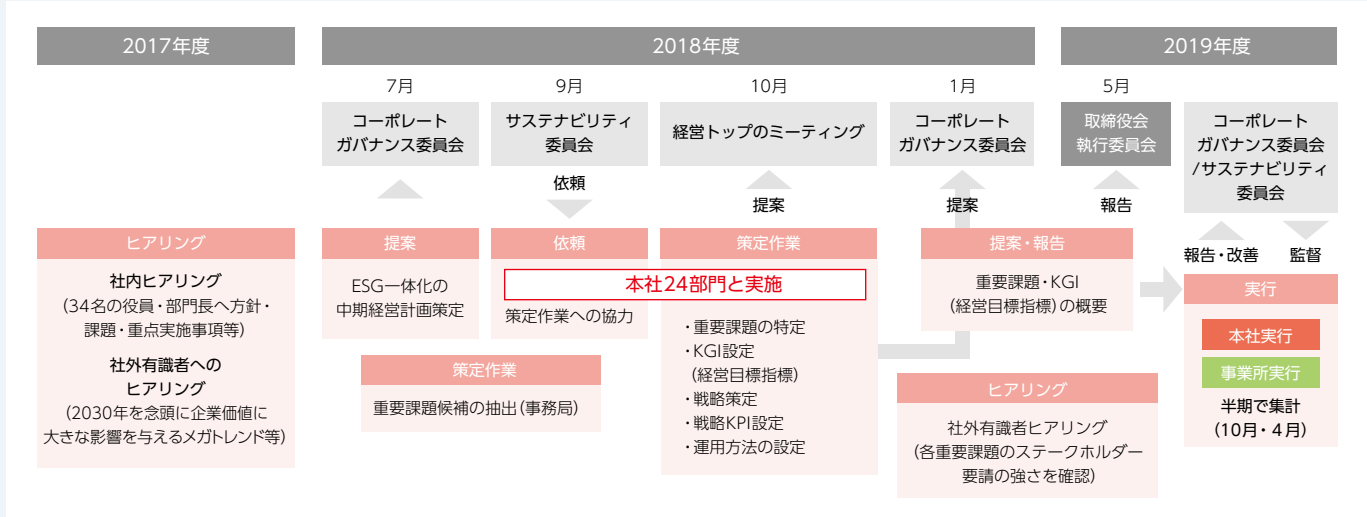 2017年度
2018年度
2019年度
7月
9月
10月
1月
5月
コーポレート
ガバナンス委員会
サステナビリティ
委員会
経営トップのミーティング
コーポレート
ガバナンス委員会
取締役会
執行委員会
コーポレート
ガバナンス委員会
/サステナビリティ
委員会
依頼
提案
提案
報告
報告・改善
監督
ヒアリング
社内ヒアリング
(34名の役員・部門長へ方針・
課題・重点実施事項等)
社外有識者への
ヒアリング
(2030年を念頭に企業価値に
大きな影響を与えるメガトレンド等)
提案
ESG一体化の
中期経営計画策定
依頼
本社24部門と実施
策定作業への協力
策定作業
重要課題候補の抽出(事務局)
策定作業
・重要課題の特定
・KGI設定
(経営目標指標)
・戦略策定
・戦略KPI設定
・運用方法の設定
提案・報告
重要課題・KGI
(経営目標指標)の概要
ヒアリング
社外有識者ヒアリング
(各重要課題のステークホルダー
要請の強さを確認)
実行
本社実行
事業所実行
半期で集計
(10月・4月)